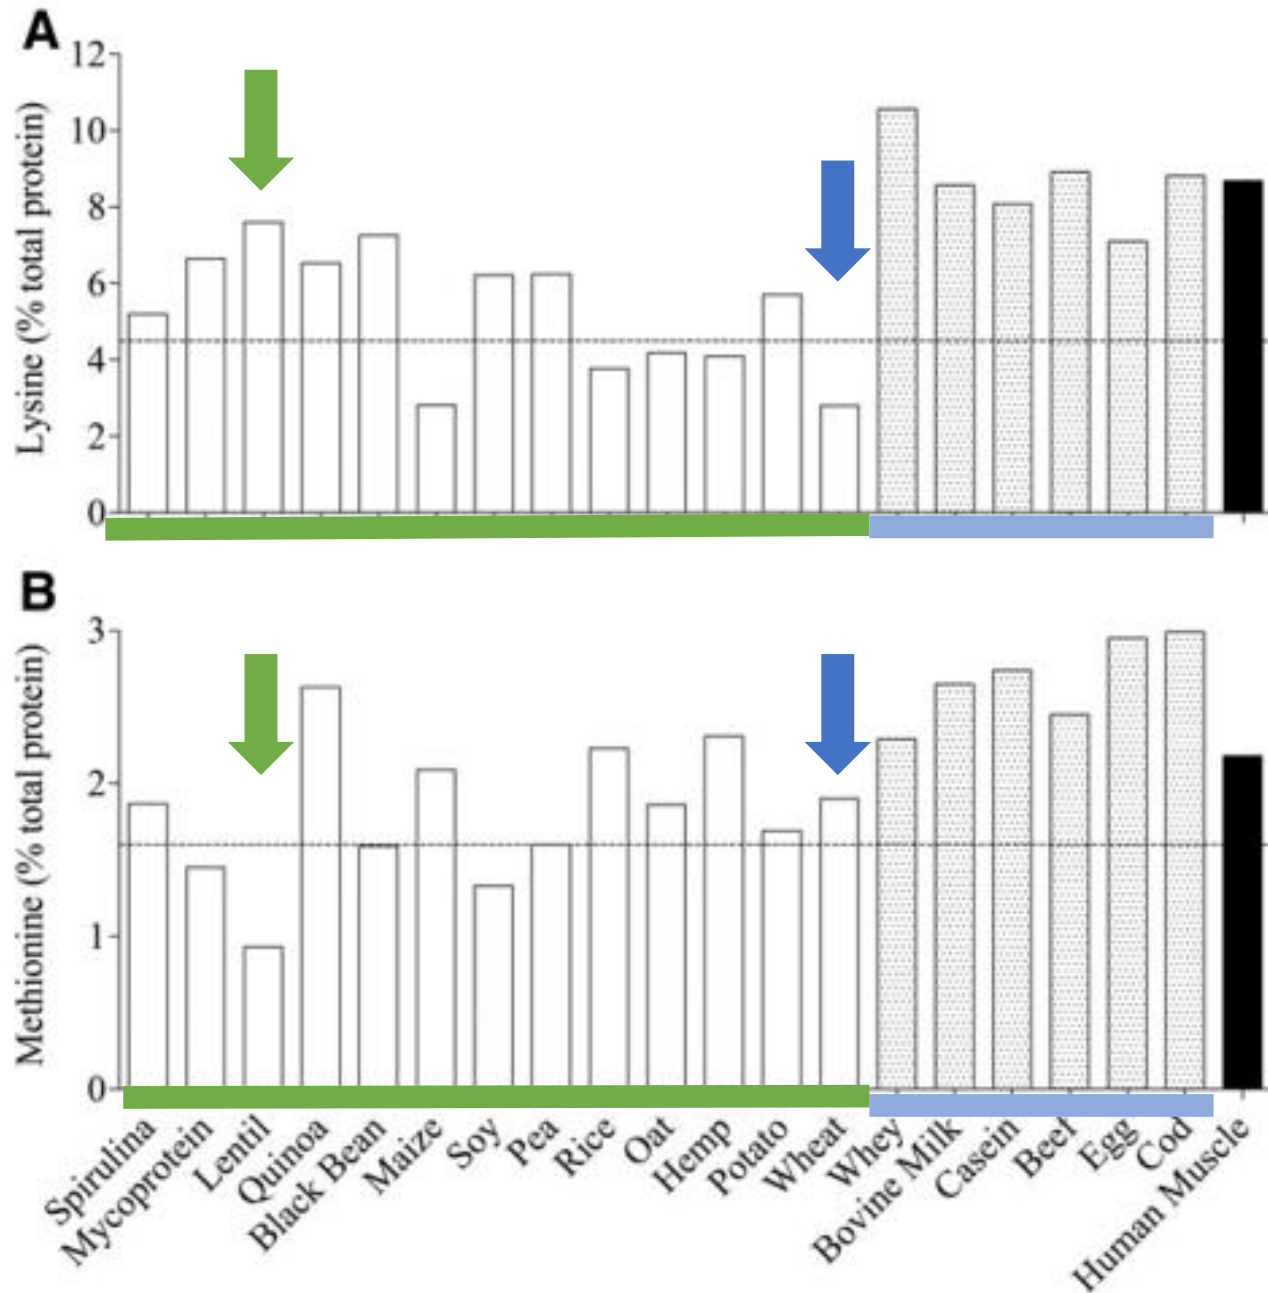 A
Lysine (% total protein)
12
10
8
6
4
2
0
B
Methionine (% total protein)
3
2
1
0
Spirulina
Mycoprotein
Lentil
Quinoa
Black Bean
Maize
Soy
Pea
Rice
Oat
Hemp
Potato
Wheat
Whey
Bovine Milk
Casein
Beef
Egg
Cod
Human Muscle